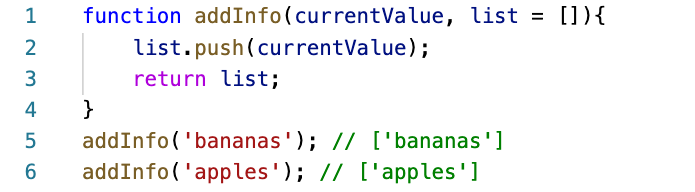 1 function addInfo(currentValue, list = []){
2     list.push(currentValue);
3     return list;
4 }
5 addInfo('bananas'); // ['bananas']
6 addInfo('apples'); // ['apples']